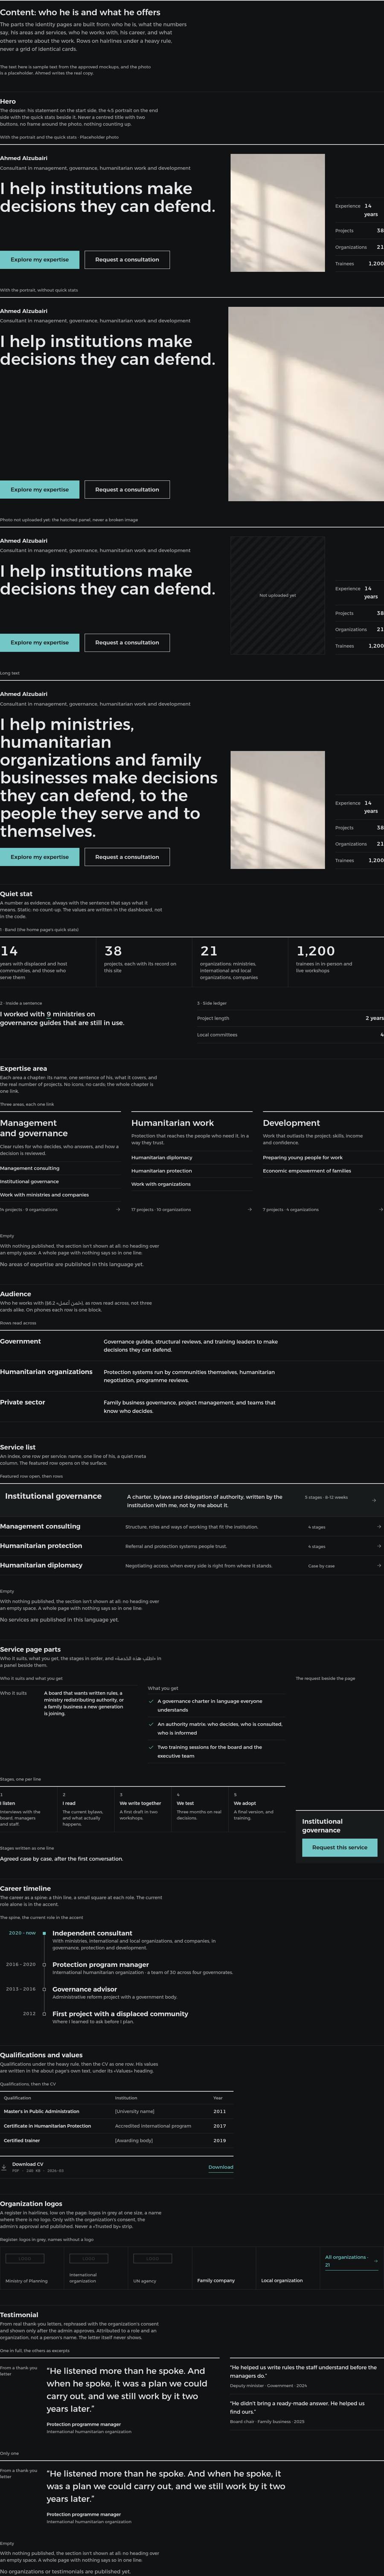 Content: who he is and what he offers
The parts the identity pages are built from: who he is, what the numbers
say, his areas and services, who he works with, his career, and what
others wrote about the work. Rows on hairlines under a heavy rule,
never a grid of identical cards.
The text here is sample text from the approved mockups, and the photo
is a placeholder. Ahmed writes the real copy.
Hero
The dossier: his statement on the start side, the 4:5 portrait on the end
side with the quick stats beside it. Never a centred title with two
buttons, no frame around the photo, nothing counting up.
With the portrait and the quick stats · Placeholder photo
Ahmed Alzubairi
Consultant in management, governance, humanitarian work and development
I help institutions make
decisions they can defend.
Explore my expertise
Request a consultation
Experience 14 years
Projects 38
Organizations 21
Trainees 1,200
With the portrait, without quick stats
Ahmed Alzubairi
Consultant in management, governance, humanitarian work and development
I help institutions make
decisions they can defend.
Explore my expertise
Request a consultation
Photo not uploaded yet: the hatched panel, never a broken image
Ahmed Alzubairi
Consultant in management, governance, humanitarian work and development
I help institutions make
decisions they can defend.
Explore my expertise
Request a consultation
Not uploaded yet
Experience 14 years
Projects 38
Organizations 21
Trainees 1,200
Long text
Ahmed Alzubairi
Consultant in management, governance, humanitarian work and development
I help ministries,
humanitarian
organizations and family
businesses make decisions
they can defend, to the
people they serve and to
themselves.
Explore my expertise
Request a consultation
Experience 14 years
Projects 38
Organizations 21
Trainees 1,200
Quiet stat
A number as evidence, always with the sentence that says what it
means. Static: no count-up. The values are written in the dashboard, not
in the code.
1 · Band (the home page's quick stats)
14
years with displaced and host
communities, and those who
serve them
38
projects, each with its record on
this site
21
organizations: ministries,
international and local
organizations, companies
1,200
trainees in in-person and
live workshops
2 · Inside a sentence
I worked with 9 ministries on
governance guides that are still in use.
3 · Side ledger
Project length 2 years
Local committees 4
Expertise area
Each area a chapter: its name, one sentence of his, what it covers, and
the real number of projects. No icons, no cards: the whole chapter is
one link.
Three areas, each one link
Management
and governance
Clear rules for who decides, who answers, and how a
decision is reviewed.
Management consulting
Institutional governance
Work with ministries and companies
14 projects · 9 organizations →
Humanitarian work
Protection that reaches the people who need it, in a
way they trust.
Humanitarian diplomacy
Humanitarian protection
Work with organizations
17 projects · 10 organizations →
Development
Work that outlasts the project: skills, income
and confidence.
Preparing young people for work
Economic empowerment of families
7 projects · 4 organizations →
Empty
With nothing published, the section isn't shown at all: no heading over
an empty space. A whole page with nothing says so in one line.
No areas of expertise are published in this language yet.
Audience
Who he works with (§6.2 «لمن أعمل»), as rows read across, not three
cards alike. On phones each row is one block.
Rows read across
Government
Governance guides, structural reviews, and training leaders to make
decisions they can defend.
Humanitarian organizations
Protection systems run by communities themselves, humanitarian
negotiation, programme reviews.
Private sector
Family business governance, project management, and teams that
know who decides.
Service list
An index, one row per service: name, one line of his, a quiet meta
column. The featured row opens on the surface.
Featured row open, then rows
Institutional governance
A charter, bylaws and delegation of authority, written by the
institution with me, not by me about it.
5 stages · 8–12 weeks →
Management consulting
Structure, roles and ways of working that fit the institution.
4 stages →
Humanitarian protection
Referral and protection systems people trust.
4 stages →
Humanitarian diplomacy
Negotiating access, when every side is right from where it stands.
Case by case →
Empty
With nothing published, the section isn't shown at all: no heading over
an empty space. A whole page with nothing says so in one line.
No services are published in this language yet.
Service page parts
Who it suits, what you get, the stages in order, and «اطلب هذه الخدمة» in
a panel beside them.
Who it suits and what you get
Who it suits
A board that wants written rules, a
ministry redistributing authority, or
a family business a new generation
is joining.
What you get
A governance charter in language everyone
understands
An authority matrix: who decides, who is consulted,
who is informed
Two training sessions for the board and the
executive team
The request beside the page
Institutional
governance
Request this service
Stages, one per line
1
I listen
Interviews with the
board, managers
and staff.
2
I read
The current bylaws,
and what actually
happens.
3
We write together
A first draft in two
workshops.
4
We test
Three months on real
decisions.
5
We adopt
A final version, and
training.
Stages written as one line
Agreed case by case, after the first conversation.
Career timeline
The career as a spine: a thin line, a small square at each role. The current
role alone is in the accent.
The spine, the current role in the accent
2020 – now
Independent consultant
With ministries, international and local organizations, and companies, in
governance, protection and development.
2016 – 2020
Protection program manager
International humanitarian organization · a team of 30 across four governorates.
2013 – 2016
Governance advisor
Administrative reform project with a government body.
2012
First project with a displaced community
Where I learned to ask before I plan.
Qualifications and values
Qualifications under the heavy rule, then the CV as one row. His values
are written in the about page's own text, under its «Values» heading.
Qualifications, then the CV
Qualification Institution Year
Master's in Public Administration [University name] 2011
Certificate in Humanitarian Protection Accredited international program 2017
Certified trainer [Awarding body] 2019
Download CV
Download
Organization logos
A register in hairlines, low on the page: logos in grey at one size, a name
where there is no logo. Only with the organization's consent, the
admin's approval and published. Never a «Trusted by» strip.
Register: logos in grey, names without a logo
LOGO
Ministry of Planning
LOGO
International
organization
LOGO
UN agency
Family company
Local organization
All organizations ·
21 →
Testimonial
From real thank you letters, rephrased with the organization's consent
and shown only after the admin approves. Attributed to a role and an
organization, not a person's name. The letter itself never shows.
One in full, the others as excerpts
From a thank you
letter
“He listened more than he spoke. And
when he spoke, it was a plan we could
carry out, and we still work by it two
years later.”
Protection programme manager
International humanitarian organization
“He helped us write rules the staff understand before the
managers do.”
Deputy minister · Government · 2024
“He didn't bring a ready-made answer. He helped us
find ours.”
Board chair · Family business · 2025
Only one
From a thank you
letter
“He listened more than he spoke. And when he spoke, it
was a plan we could carry out, and we still work by it two
years later.”
Protection programme manager
International humanitarian organization
Empty
With nothing published, the section isn't shown at all: no heading over
an empty space. A whole page with nothing says so in one line.
No organizations or testimonials are published yet.